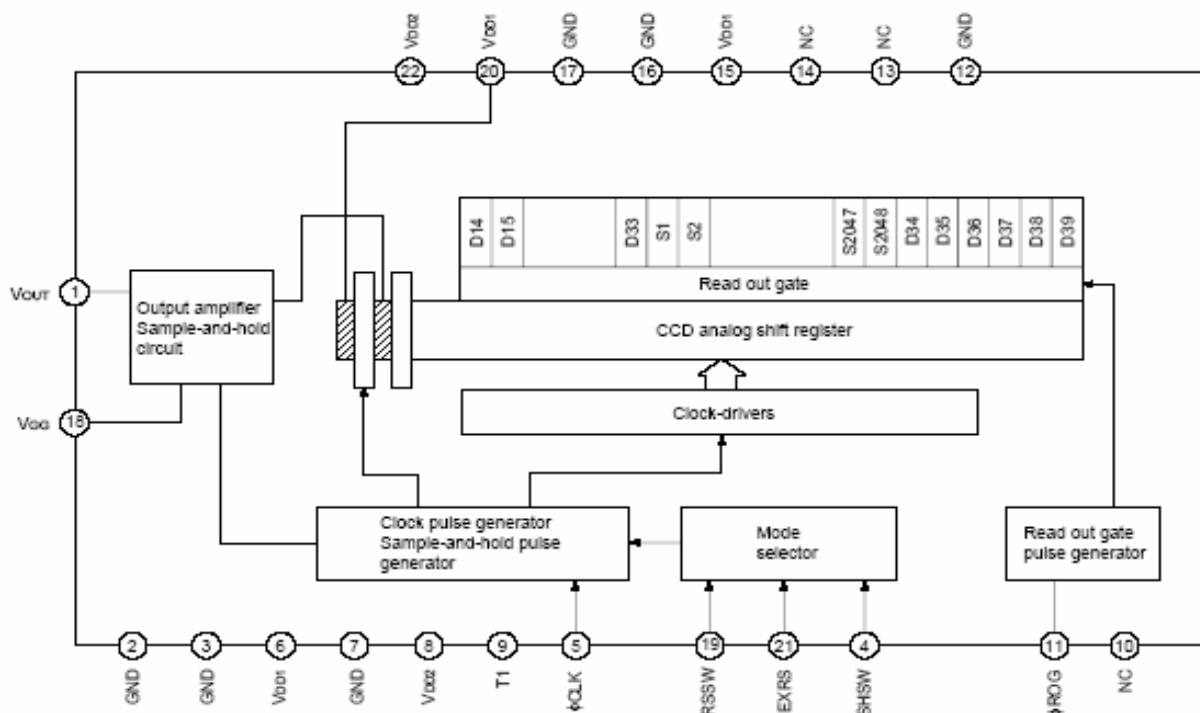 VDD2 VDD1 GND GND VDD1 NC NC GND
22 20 17 16 15 14 13 12
D14 D15 D33 S1 S2 S2047 S2048 D34 D35 D36 D37 D38 D39
Read out gate
VOUT 1
Output amplifier
Sample-and-hold
circuit
CCD analog shift register
VGG 18
Clock-drivers
Clock pulse generator
Sample-and-hold pulse
generator
Mode
selector
Read out gate
pulse generator
2 3 6 7 8 9 5 19 21 4 11 10
GND GND VDD1 GND VDD2 T1 ϕCLK RSSW EXRS SHSW ϕROG NC